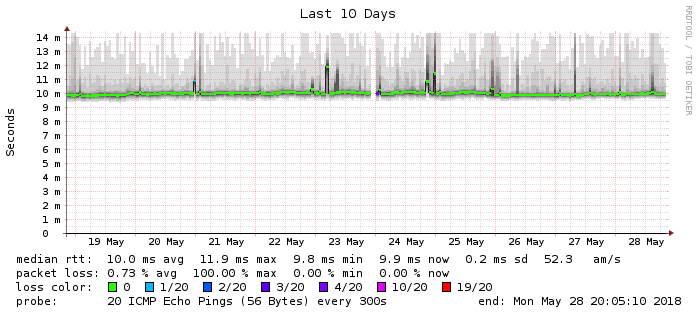 Last 10 Days
RRDTOOL / TOBI OETIKER
Seconds
14 m
13 m
12 m
11 m
10 m
9 m
8 m
7 m
6 m
5 m
4 m
3 m
2 m
1 m
0
19 May 20 May 21 May 22 May 23 May 24 May 25 May 26 May 27 May 28 May
median rtt: 10.0 ms avg 11.9 ms max 9.8 ms min 9.9 ms now 0.2 ms sd 52.3 am/s
packet loss: 0.73 % avg 100.00 % max 0.00 % min 0.00 % now
loss color: 0 1/20 2/20 3/20 4/20 10/20 19/20
probe: 20 ICMP Echo Pings (56 Bytes) every 300s end: Mon May 28 20:05:10 2018